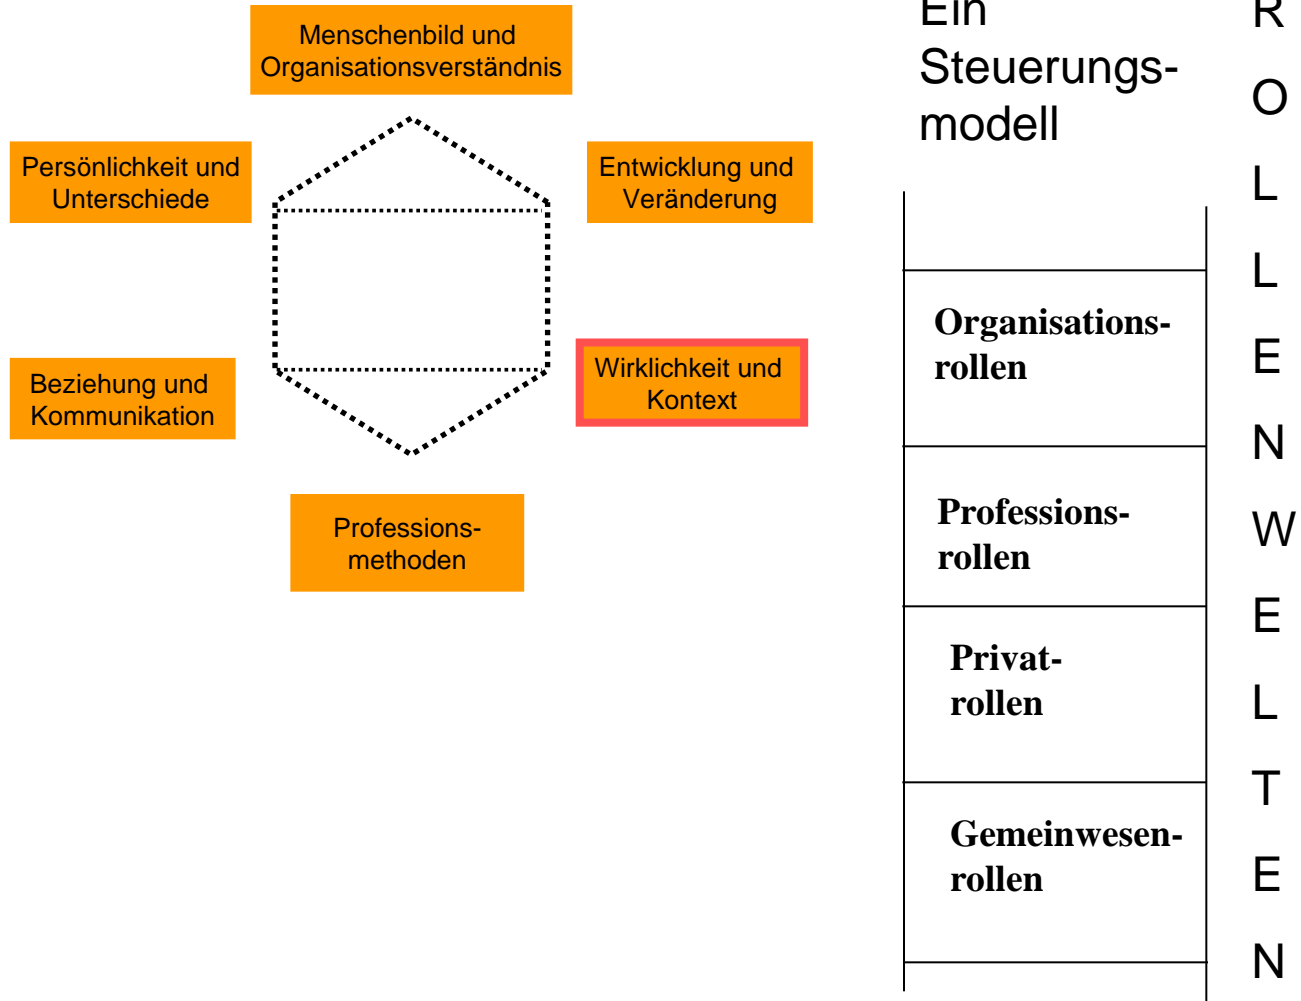 Menschenbild und
Organisationsverständnis
Persönlichkeit und
Unterschiede
Entwicklung und
Veränderung
Beziehung und
Kommunikation
Wirklichkeit und
Kontext
Professions-
methoden
Ein
Steuerungs-
modell
Organisations-
rollen
Professions-
rollen
Privat-
rollen
Gemeinwesen-
rollen
R
O
L
L
E
N
W
E
L
T
E
N